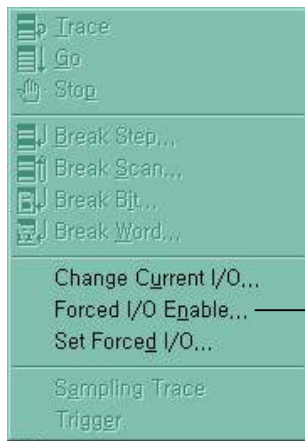 Trace
Go
Stop
Break Step...
Break Scan...
Break Bit...
Break Word...
Change Current I/O...
Forced I/O Enable...
Set Forced I/O...
Sampling Trace
Trigger